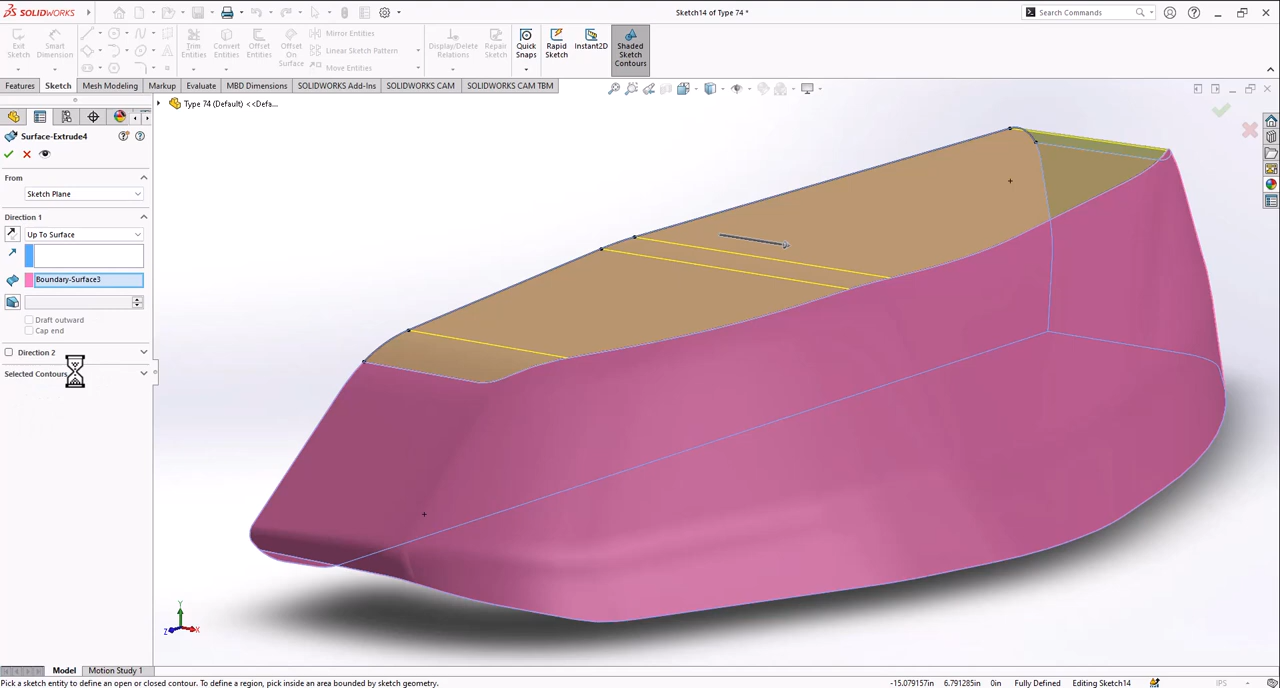 SOLIDWORKS
Sketch14 of Type 74 *
Search Commands
Exit Sketch
Smart Dimension
Trim Entities
Convert Entities
Offset Entities
Offset On Surface
Mirror Entities
Linear Sketch Pattern
Move Entities
Display/Delete Relations
Repair Sketch
Quick Snaps
Rapid Sketch
Instant2D
Shaded Sketch Contours
Features Sketch Mesh Modeling Markup Evaluate MBD Dimensions SOLIDWORKS Add-Ins SOLIDWORKS CAM SOLIDWORKS CAM TBM
Type 74 (Default) <<Defa...
Surface-Extrude4
From
Sketch Plane
Direction 1
Up To Surface
Boundary-Surface3
Draft outward
Cap end
Direction 2
Selected Contours
Y
Z X
Model Motion Study 1
Pick a sketch entity to define an open or closed contour. To define a region, pick inside an area bounded by sketch geometry.
-15.079157in 6.791285in 0in Fully Defined Editing Sketch14 IPS